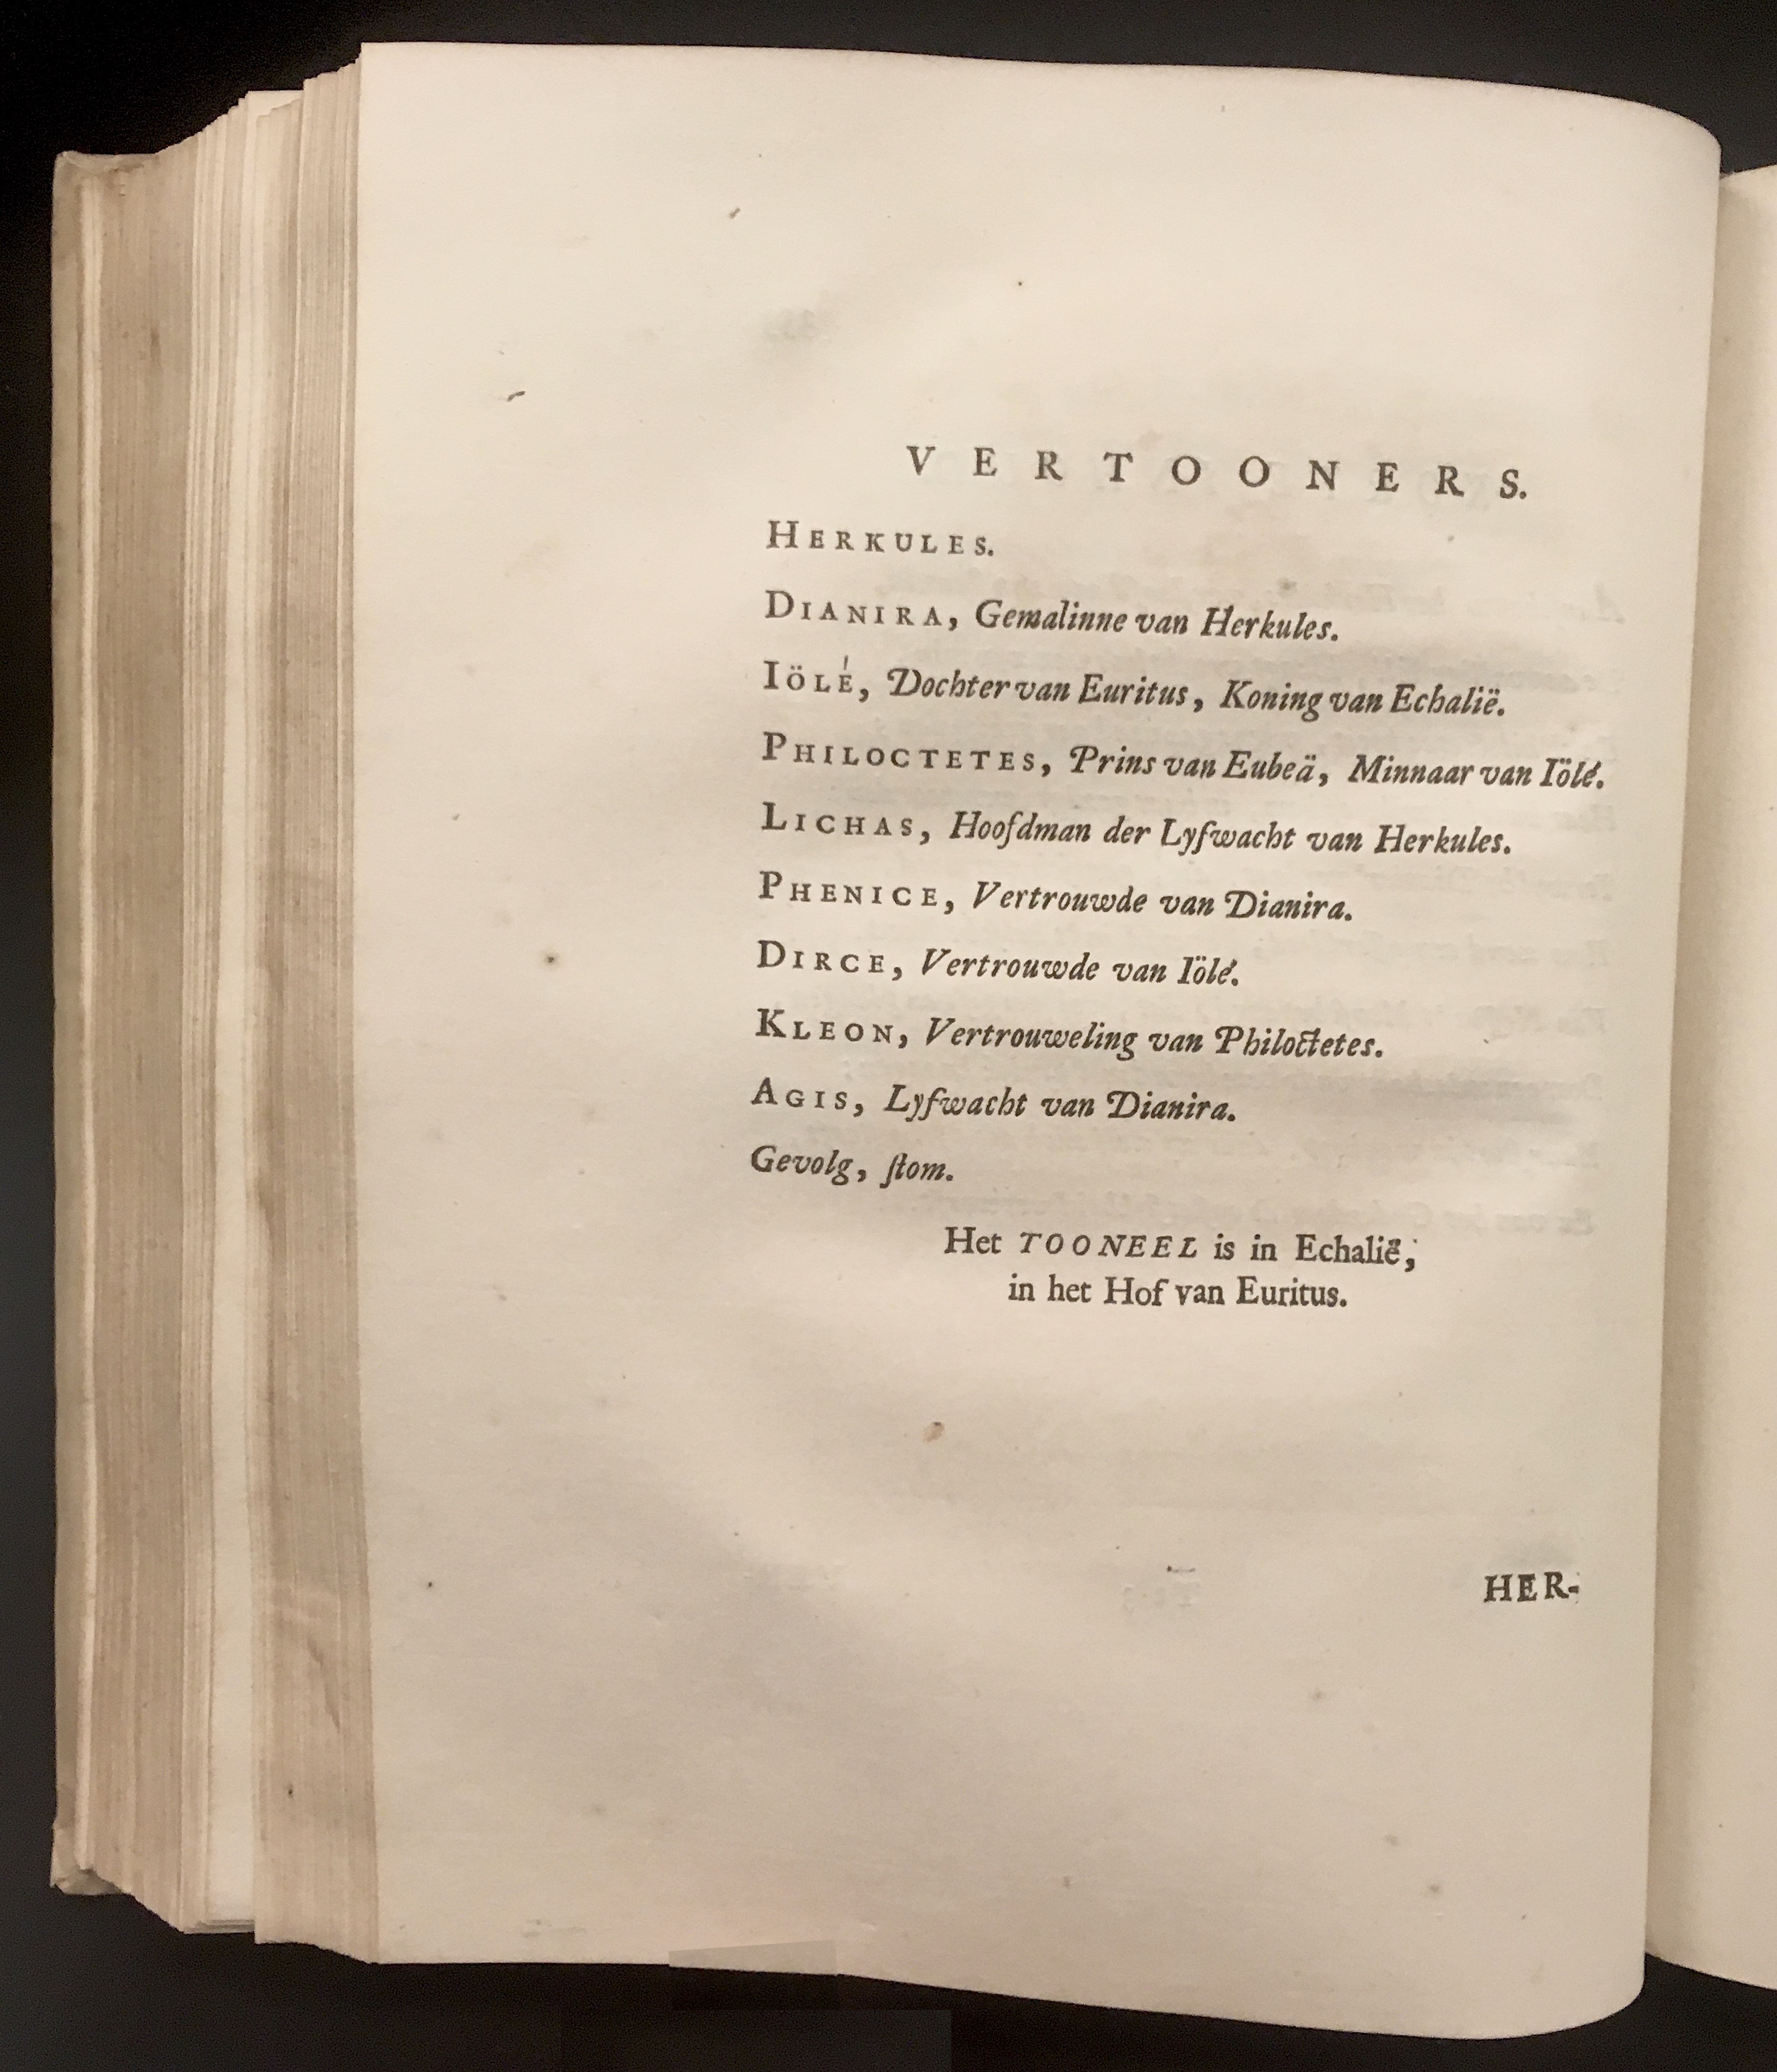 VERTOONERS.
HERKULES.
DIANIRA, Gemalinne van Herkules.
IÖLÉ, Dochter van Euritus, Koning van Echalië.
PHILOCTETES, Prins van Eubeä, Minnaar van Iölé.
LICHAS, Hoofdman der Lyfwacht van Herkules.
PHENICE, Vertrouwde van Dianira.
DIRCE, Vertrouwde van Iölé.
KLEON, Vertrouweling van Philoctetes.
AGIS, Lyfwacht van Dianira.
Gevolg, ſtom.
Het TOONEEL is in Echalië,
in het Hof van Euritus.
HER-